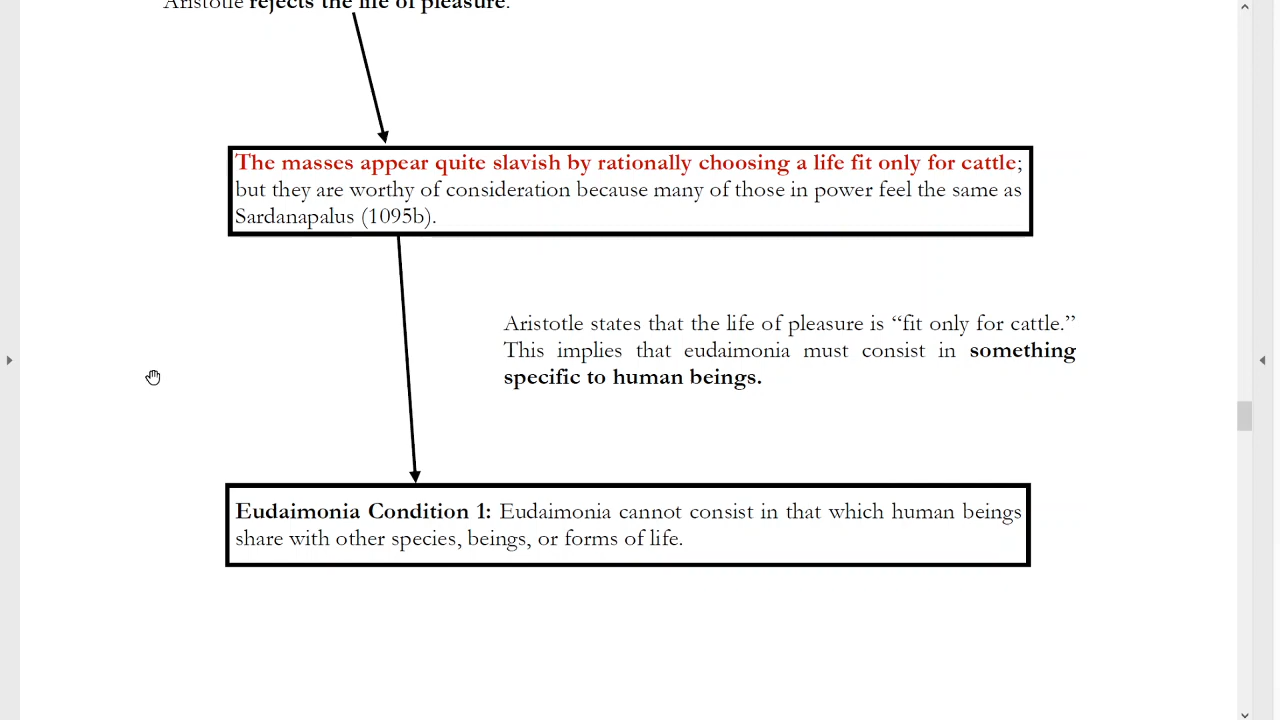 Aristotle rejects the life of pleasure.
The masses appear quite slavish by rationally choosing a life fit only for cattle;
but they are worthy of consideration because many of those in power feel the same as
Sardanapalus (1095b).
Aristotle states that the life of pleasure is “fit only for cattle.”
This implies that eudaimonia must consist in something
specific to human beings.
Eudaimonia Condition 1: Eudaimonia cannot consist in that which human beings
share with other species, beings, or forms of life.